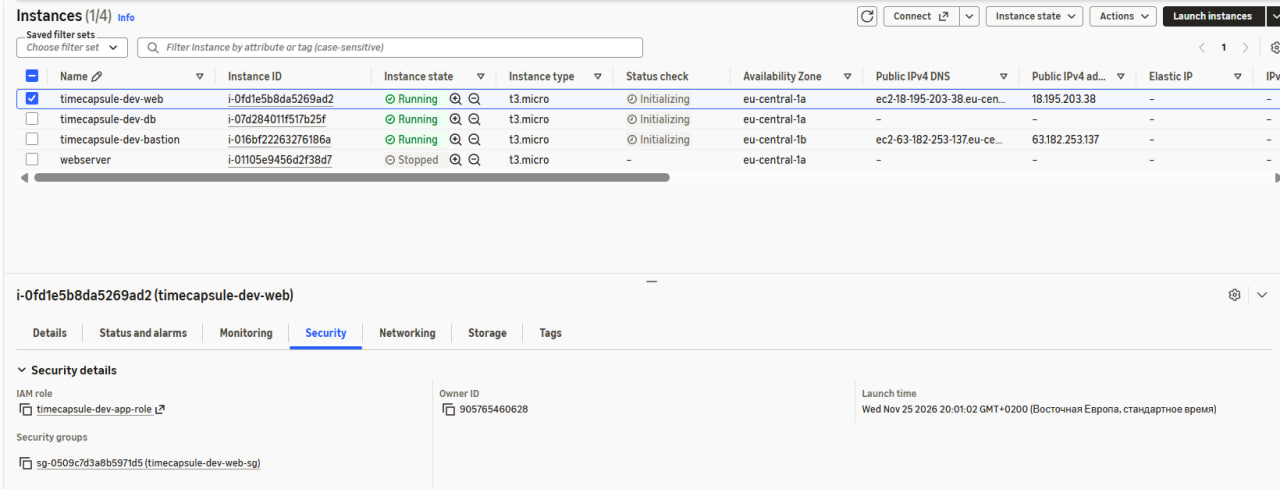 Instances (1/4) Info
Connect Instance state Actions Launch instances
Saved filter sets
Choose filter set Filter Instance by attribute or tag (case-sensitive) 1
Name Instance ID Instance state Instance type Status check Availability Zone Public IPv4 DNS Public IPv4 ad... Elastic IP IPv
timecapsule-dev-web i-0fd1e5b8da5269ad2 Running t3.micro Initializing eu-central-1a ec2-18-195-203-38.eu-cen... 18.195.203.38 –
timecapsule-dev-db i-07d284011f517b25f Running t3.micro Initializing eu-central-1a – – – –
timecapsule-dev-bastion i-016bf22263276186a Running t3.micro Initializing eu-central-1b ec2-63-182-253-137.eu-ce... 63.182.253.137 – –
webserver i-01105e9456d2f38d7 Stopped t3.micro – eu-central-1a – – – –
i-0fd1e5b8da5269ad2 (timecapsule-dev-web)
Details Status and alarms Monitoring Security Networking Storage Tags
Security details
IAM role Owner ID Launch time
timecapsule-dev-app-role 905765460628 Wed Nov 25 2026 20:01:02 GMT+0200 (Восточная Европа, стандартное время)
Security groups
sg-0509c7d3a8b5971d5 (timecapsule-dev-web-sg)